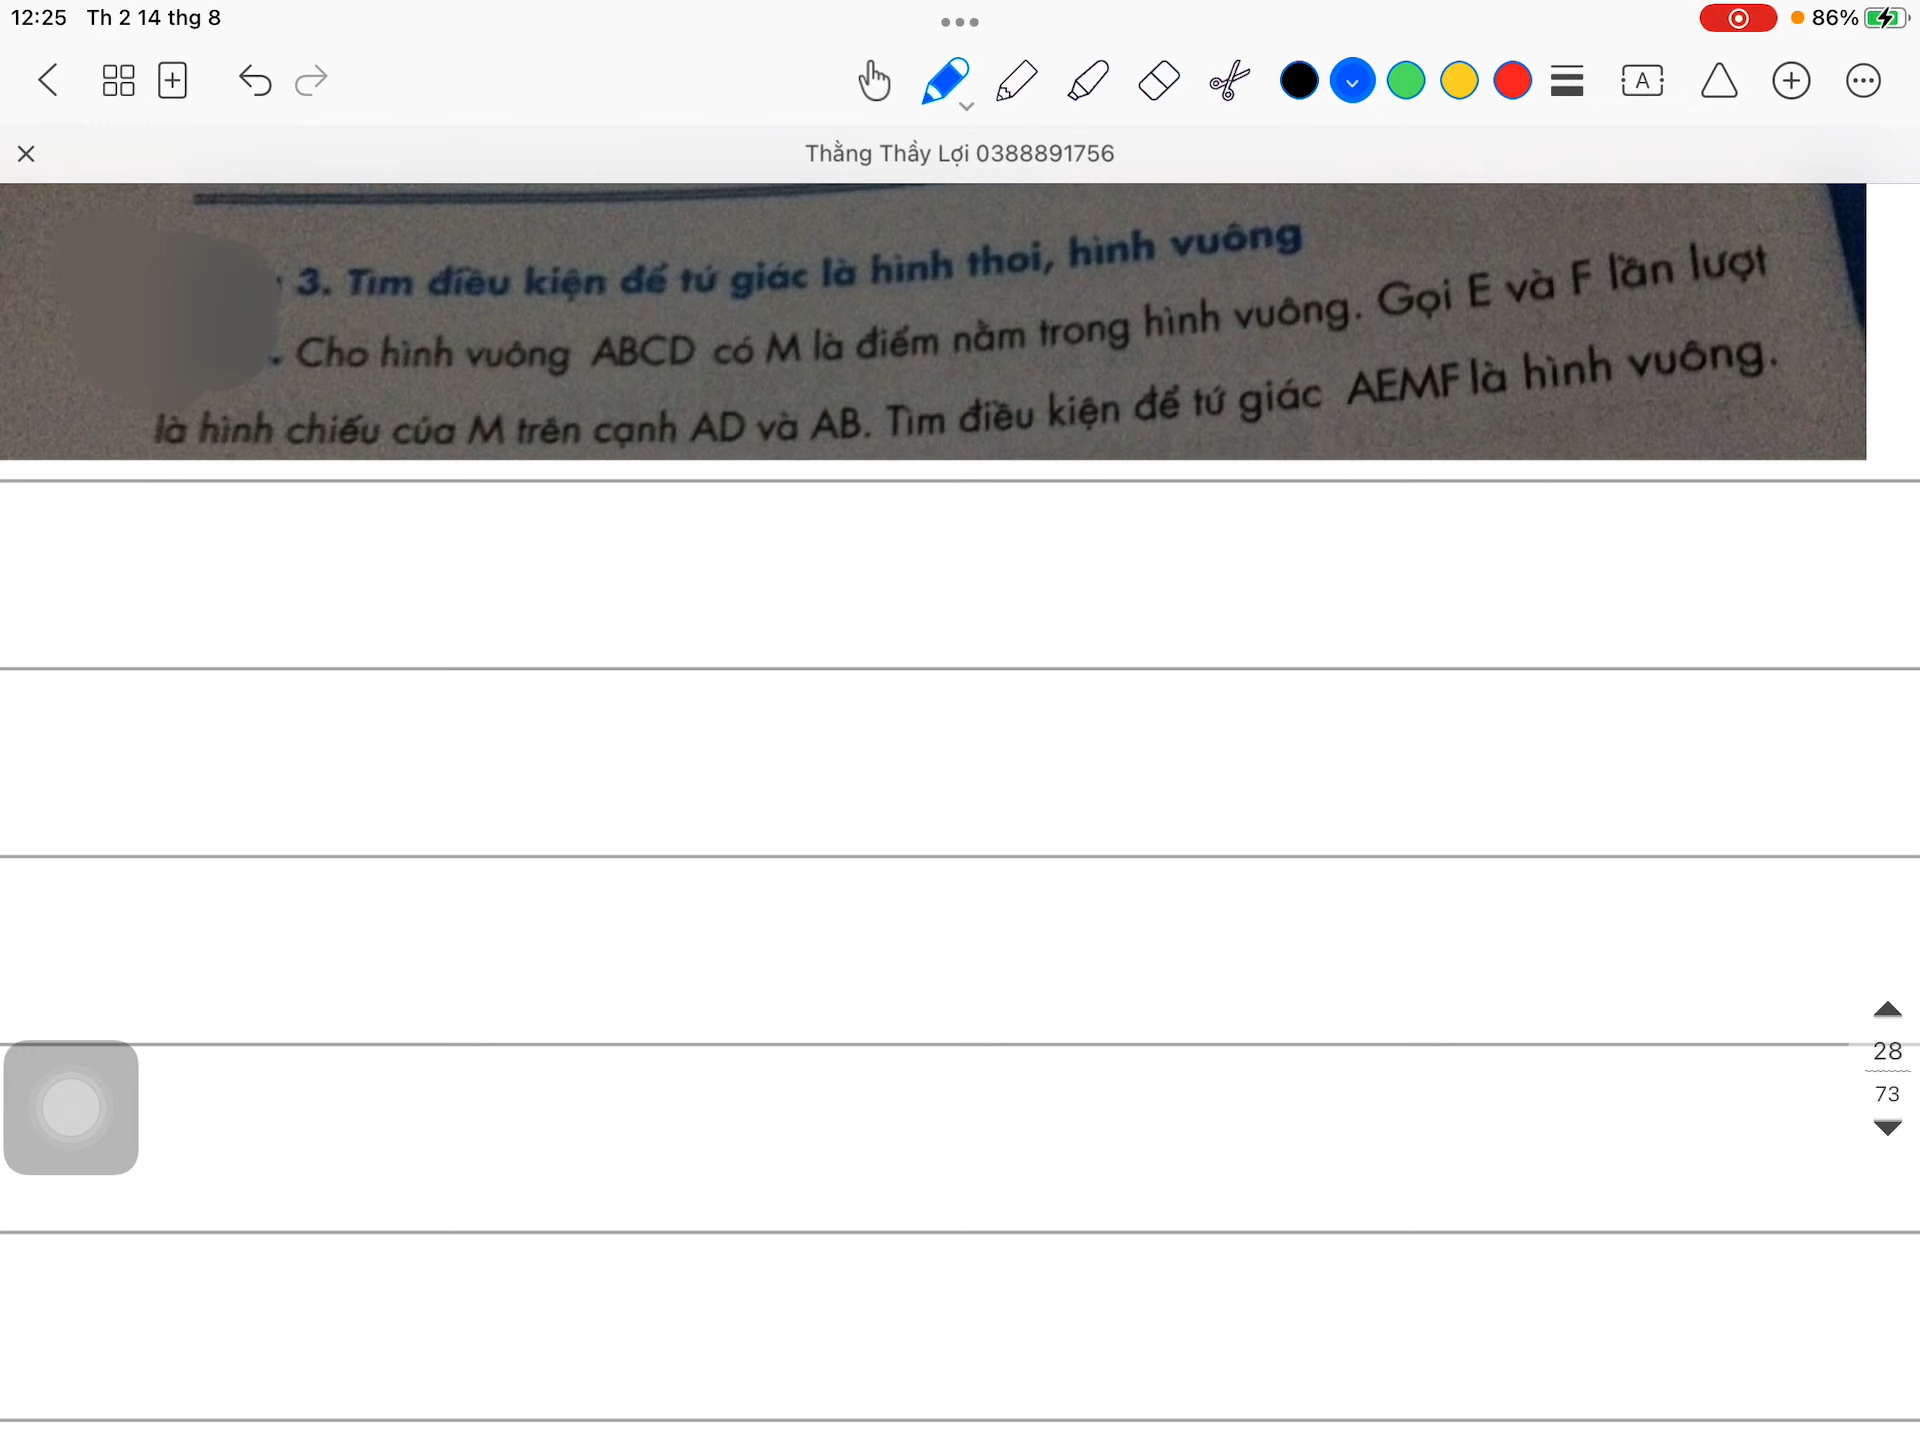 12:25 Th 2 14 thg 8
86%
A
Thằng Thầy Lợi 0388891756
3. Tìm điều kiện để tứ giác là hình thoi, hình vuông
. Cho hình vuông ABCD có M là điểm nằm trong hình vuông. Gọi E và F lần lượt
là hình chiếu của M trên cạnh AD và AB. Tìm điều kiện để tứ giác AEMF là hình vuông.
28
73